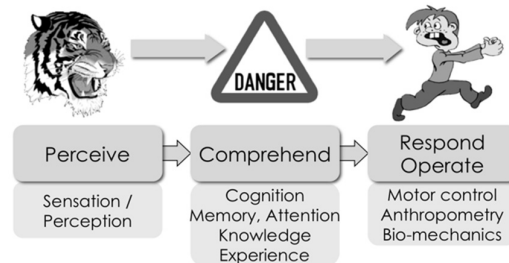 DANGER
Perceive
Sensation /
Perception
Comprehend
Cognition
Memory, Attention
Knowledge
Experience
Respond
Operate
Motor control
Anthropometry
Bio-mechanics